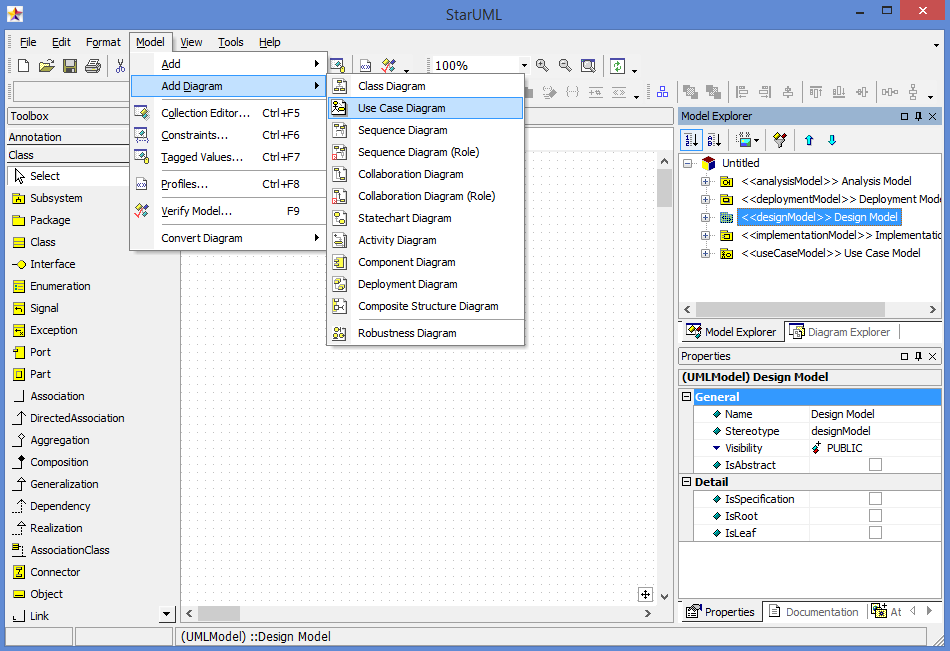 StarUML
File Edit Format Model View Tools Help
100%
Add
Add Diagram
Collection Editor... Ctrl+F5
Constraints... Ctrl+F6
Tagged Values... Ctrl+F7
Profiles... Ctrl+F8
Verify Model... F9
Convert Diagram
Class Diagram
Use Case Diagram
Sequence Diagram
Sequence Diagram (Role)
Collaboration Diagram
Collaboration Diagram (Role)
Statechart Diagram
Activity Diagram
Component Diagram
Deployment Diagram
Composite Structure Diagram
Robustness Diagram
Toolbox
Annotation
Class
Select
Subsystem
Package
Class
Interface
Enumeration
Signal
Exception
Port
Part
Association
DirectedAssociation
Aggregation
Composition
Generalization
Dependency
Realization
AssociationClass
Connector
Object
Link
Model Explorer
Untitled
<<analysisModel>> Analysis Model
<<deploymentModel>> Deployment Model
<<designModel>> Design Model
<<implementationModel>> Implementatic
<<useCaseModel>> Use Case Model
Model Explorer Diagram Explorer
Properties
(UMLModel) Design Model
General
Name Design Model
Stereotype designModel
Visibility PUBLIC
IsAbstract
Detail
IsSpecification
IsRoot
IsLeaf
Properties Documentation At
(UMLModel) ::Design Model